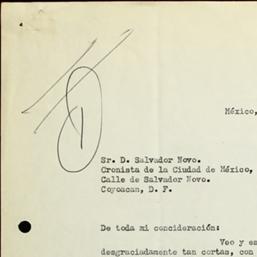 México,
Sr. D. Salvador Novo.
Cronista de la Ciudad de México,
Calle de Salvador Novo.
Coyoacan, D. F.
De toda mi concideración:
Veo y es
desgraciadamente tan cortas, con